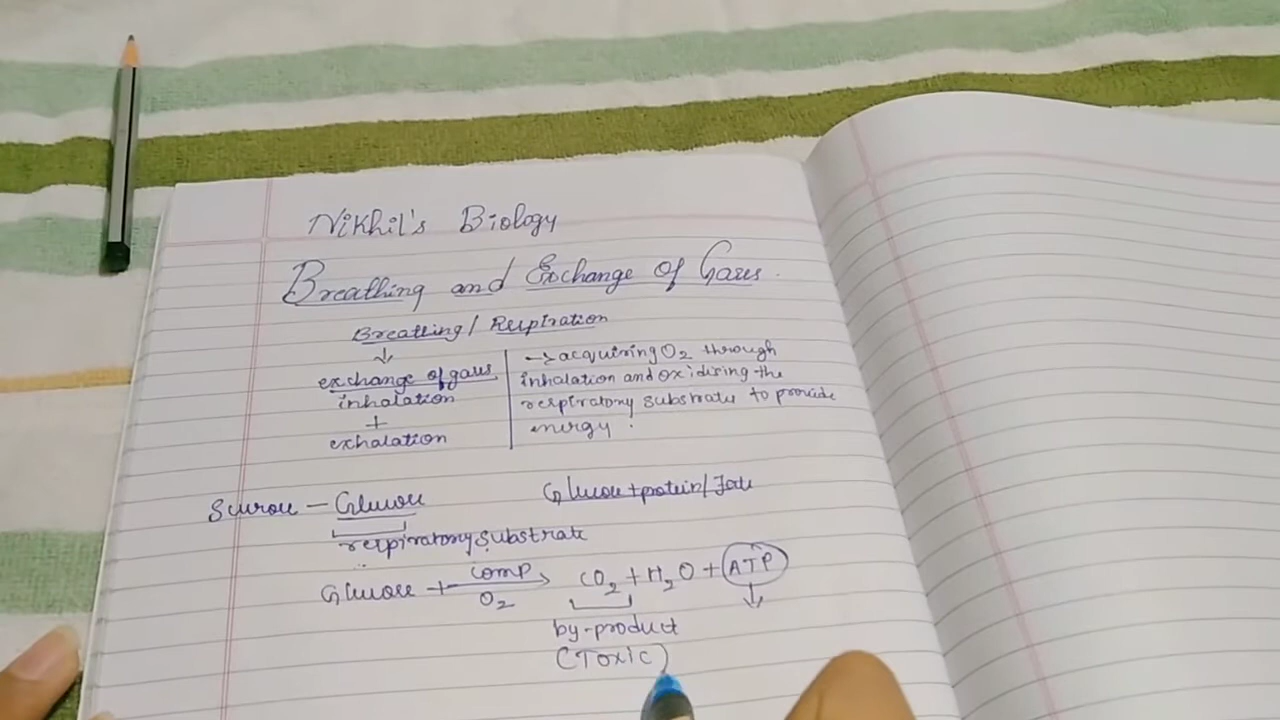 Nikhil's Biology
Breathing and Exchange of Gases.
Breathing / Respiration
↓
exchange of gases
inhalation
+
exhalation
→ acquiring O2 through
inhalation and oxidising the
respiratory substrate to provide
energy.
Sucrose – Glucose
Glucose + protein/
respiratory substrate
Glucose + comp O2 → CO2 + H2O + ATP
by-product
(Toxic)